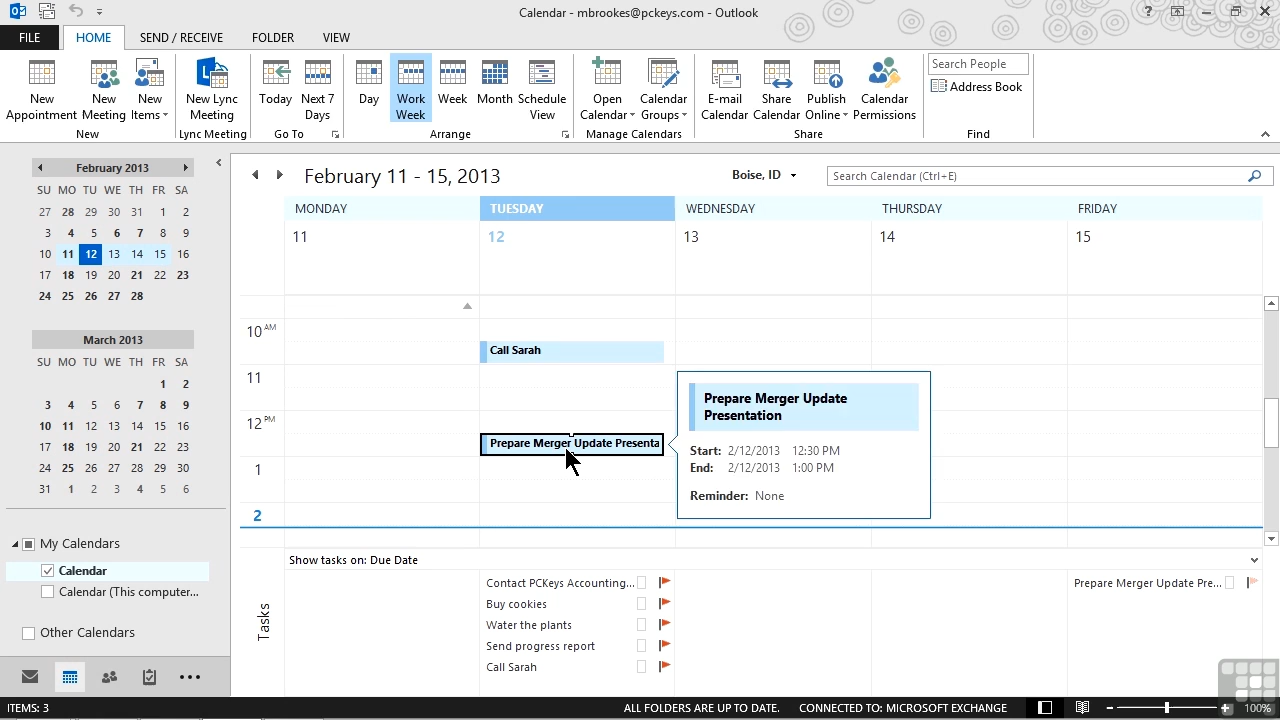 Calendar - mbrookes@pckeys.com - Outlook
?
FILE HOME SEND / RECEIVE FOLDER VIEW
New Appointment
New Meeting
New Items
New
New Lync Meeting
Lync Meeting
Today
Next 7 Days
Go To
Day
Work Week
Week
Month
Schedule View
Arrange
Open Calendar
Calendar Groups
Manage Calendars
E-mail Calendar
Share Calendar
Publish Online
Calendar Permissions
Share
Search People
Address Book
Find
February 2013
SU MO TU WE TH FR SA
27 28 29 30 31 1 2
3 4 5 6 7 8 9
10 11 12 13 14 15 16
17 18 19 20 21 22 23
24 25 26 27 28
March 2013
SU MO TU WE TH FR SA
1 2
3 4 5 6 7 8 9
10 11 12 13 14 15 16
17 18 19 20 21 22 23
24 25 26 27 28 29 30
31 1 2 3 4 5 6
My Calendars
Calendar
Calendar (This computer...
Other Calendars
February 11 - 15, 2013
Boise, ID
Search Calendar (Ctrl+E)
MONDAY TUESDAY WEDNESDAY THURSDAY FRIDAY
11 12 13 14 15
10 AM
Call Sarah
11
12 PM
Prepare Merger Update Presenta
1
2
Prepare Merger Update
Presentation
Start: 2/12/2013 12:30 PM
End: 2/12/2013 1:00 PM
Reminder: None
Show tasks on: Due Date
Tasks
Contact PCKeys Accounting...
Buy cookies
Water the plants
Send progress report
Call Sarah
Prepare Merger Update Pre...
ITEMS: 3
ALL FOLDERS ARE UP TO DATE.
CONNECTED TO: MICROSOFT EXCHANGE
100%